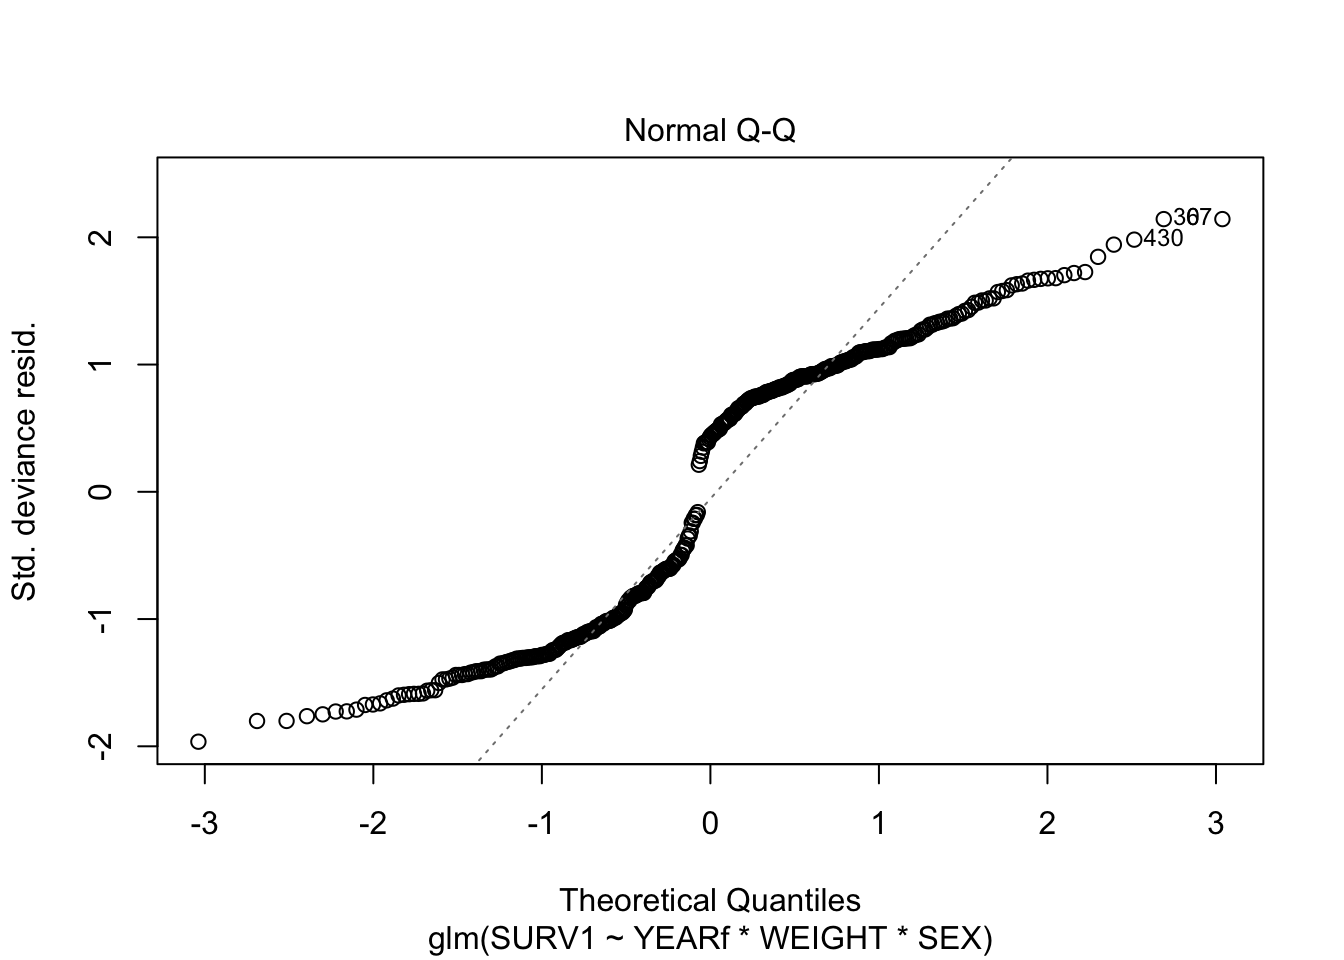 Normal Q-Q
Std. deviance resid.
2
1
0
-1
-2
430
-3 -2 -1 0 1 2 3
Theoretical Quantiles
glm(SURV1 ~ YEARf * WEIGHT * SEX)